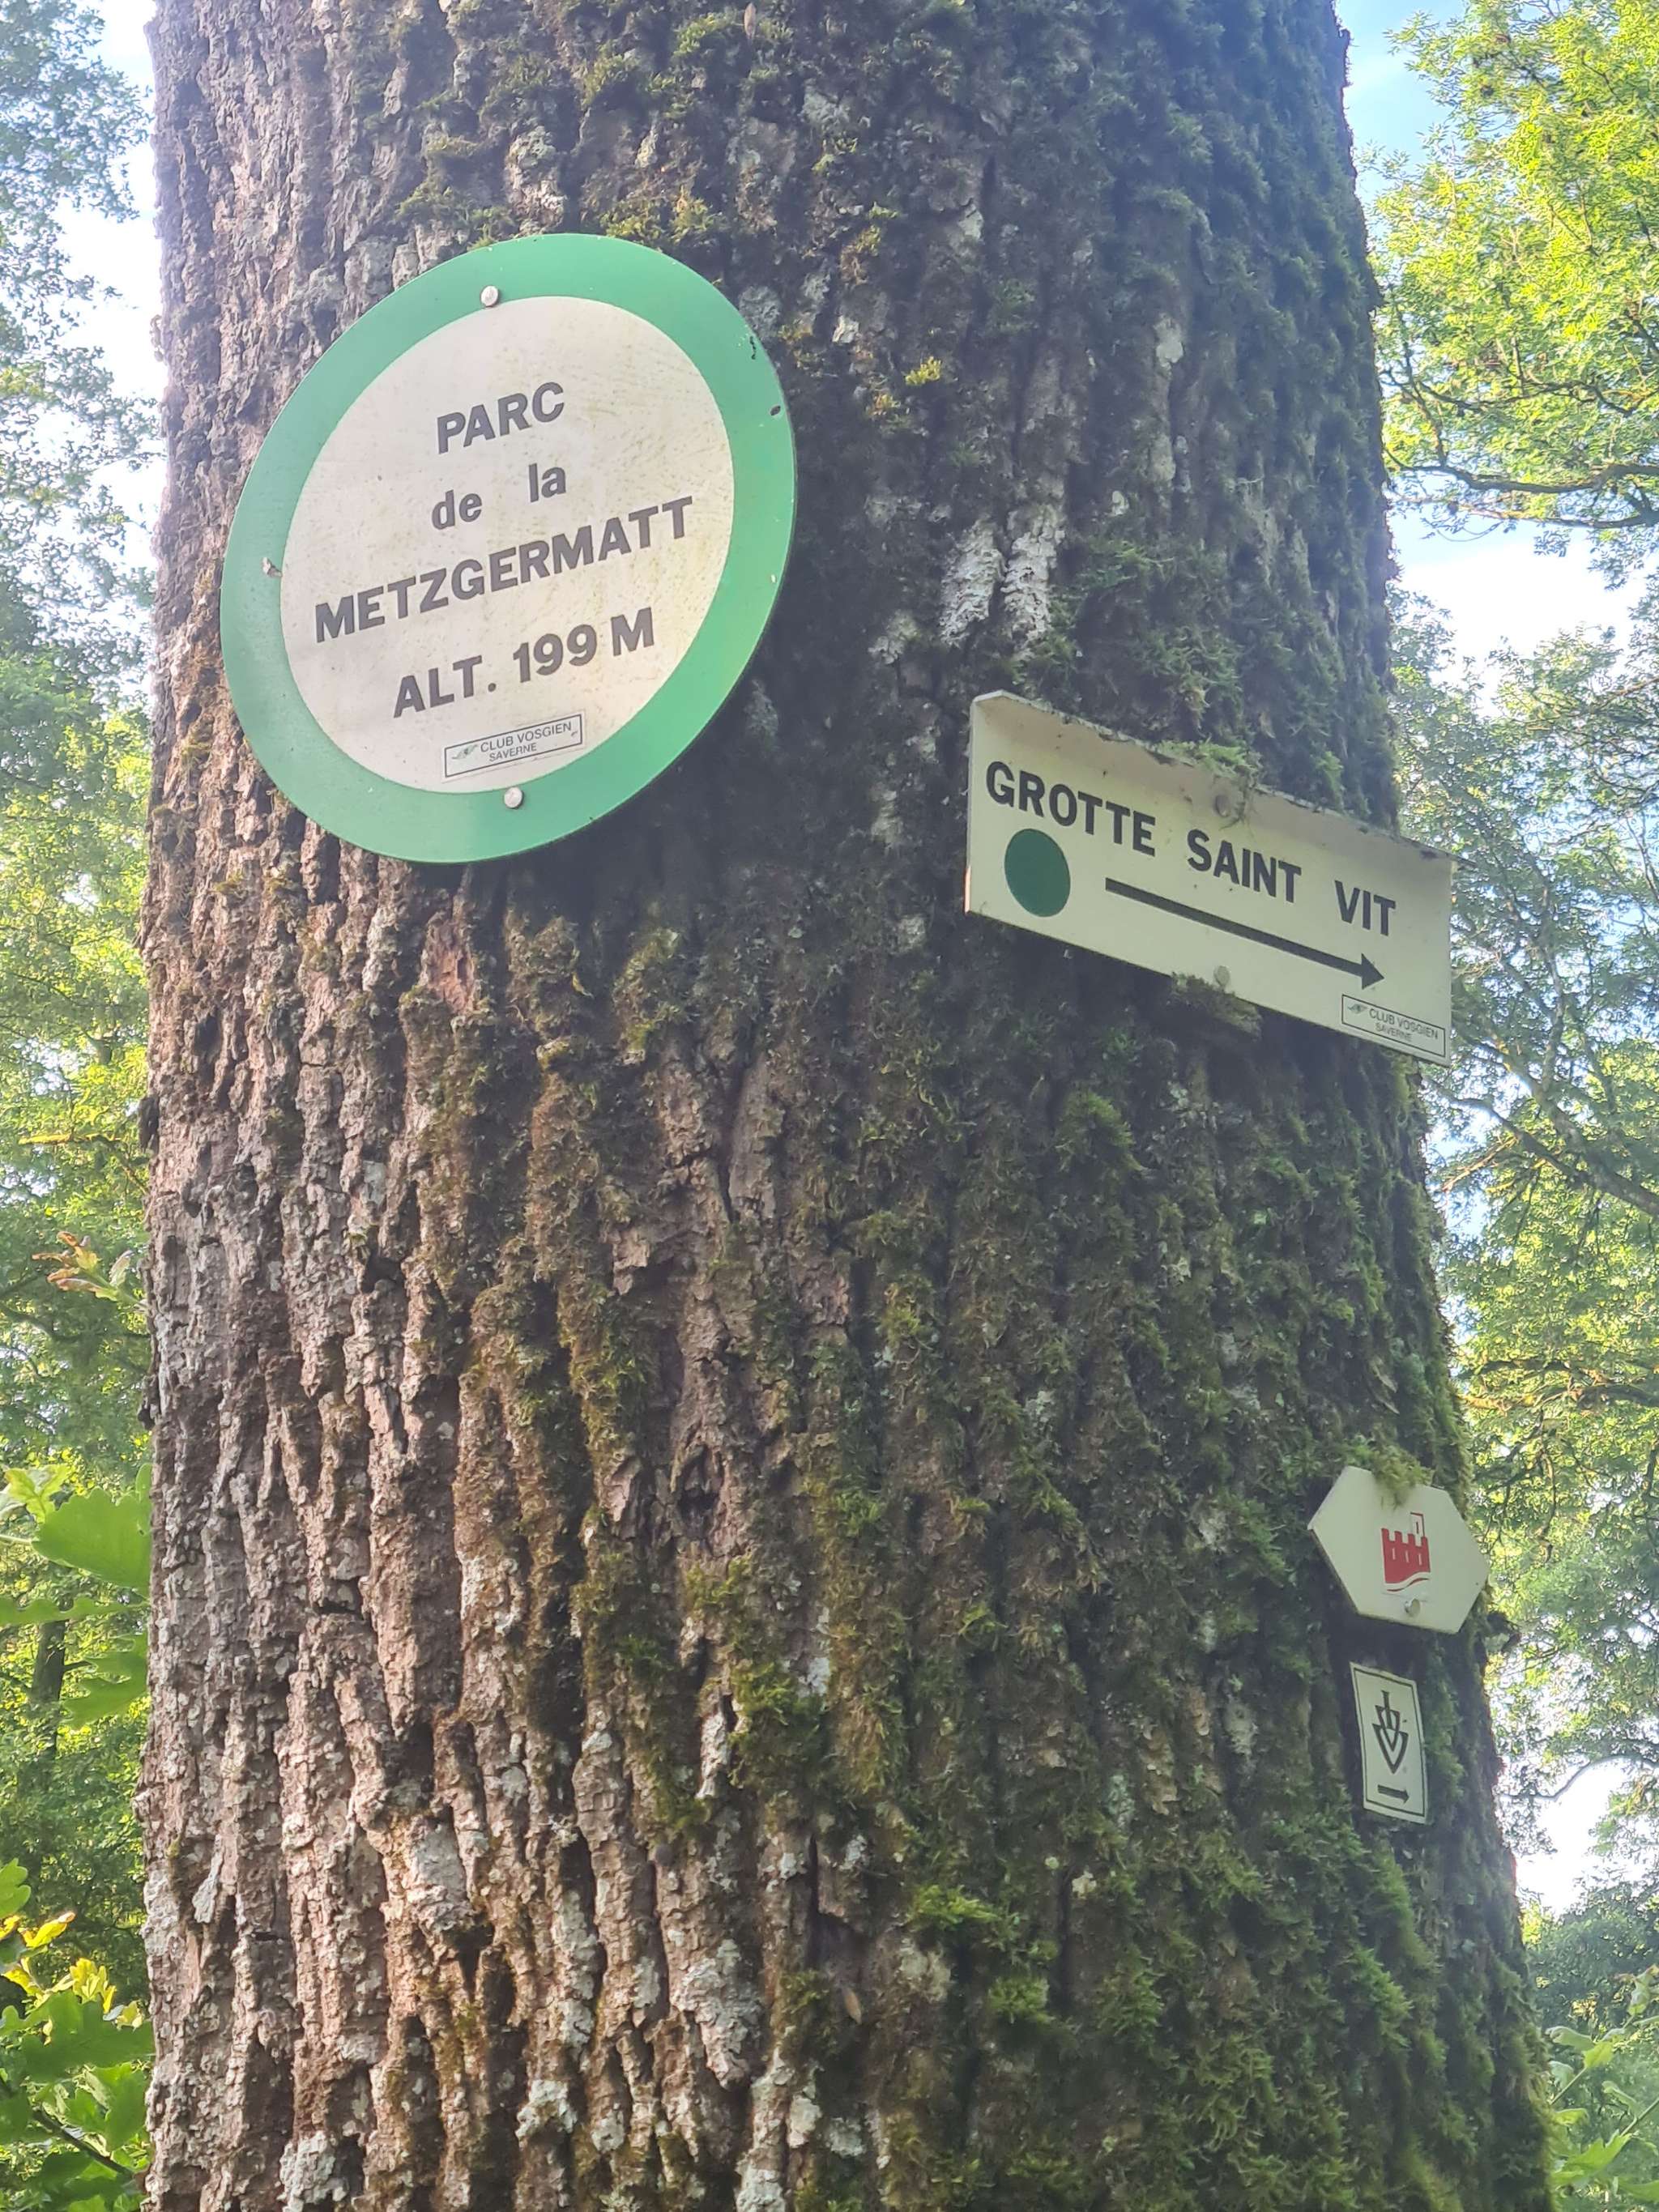 PARC
de la
METZGERMATT
ALT. 199 M
CLUB VOSGIEN
SAVERNE
GROTTE SAINT VIT
CLUB VOSGIEN
SAVERNE